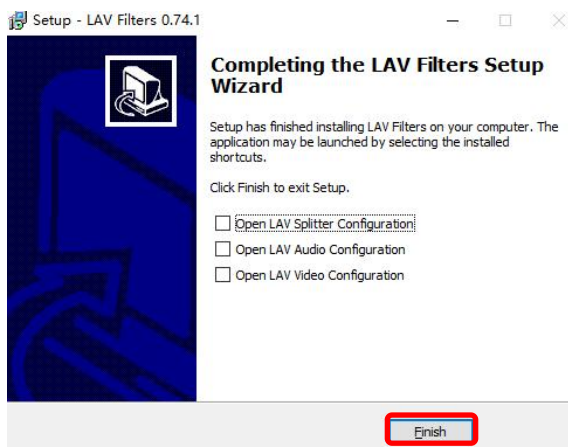 Setup - LAV Filters 0.74.1
Completing the LAV Filters Setup
Wizard
Setup has finished installing LAV Filters on your computer. The
application may be launched by selecting the installed
shortcuts.
Click Finish to exit Setup.
Open LAV Splitter Configuration
Open LAV Audio Configuration
Open LAV Video Configuration
Finish